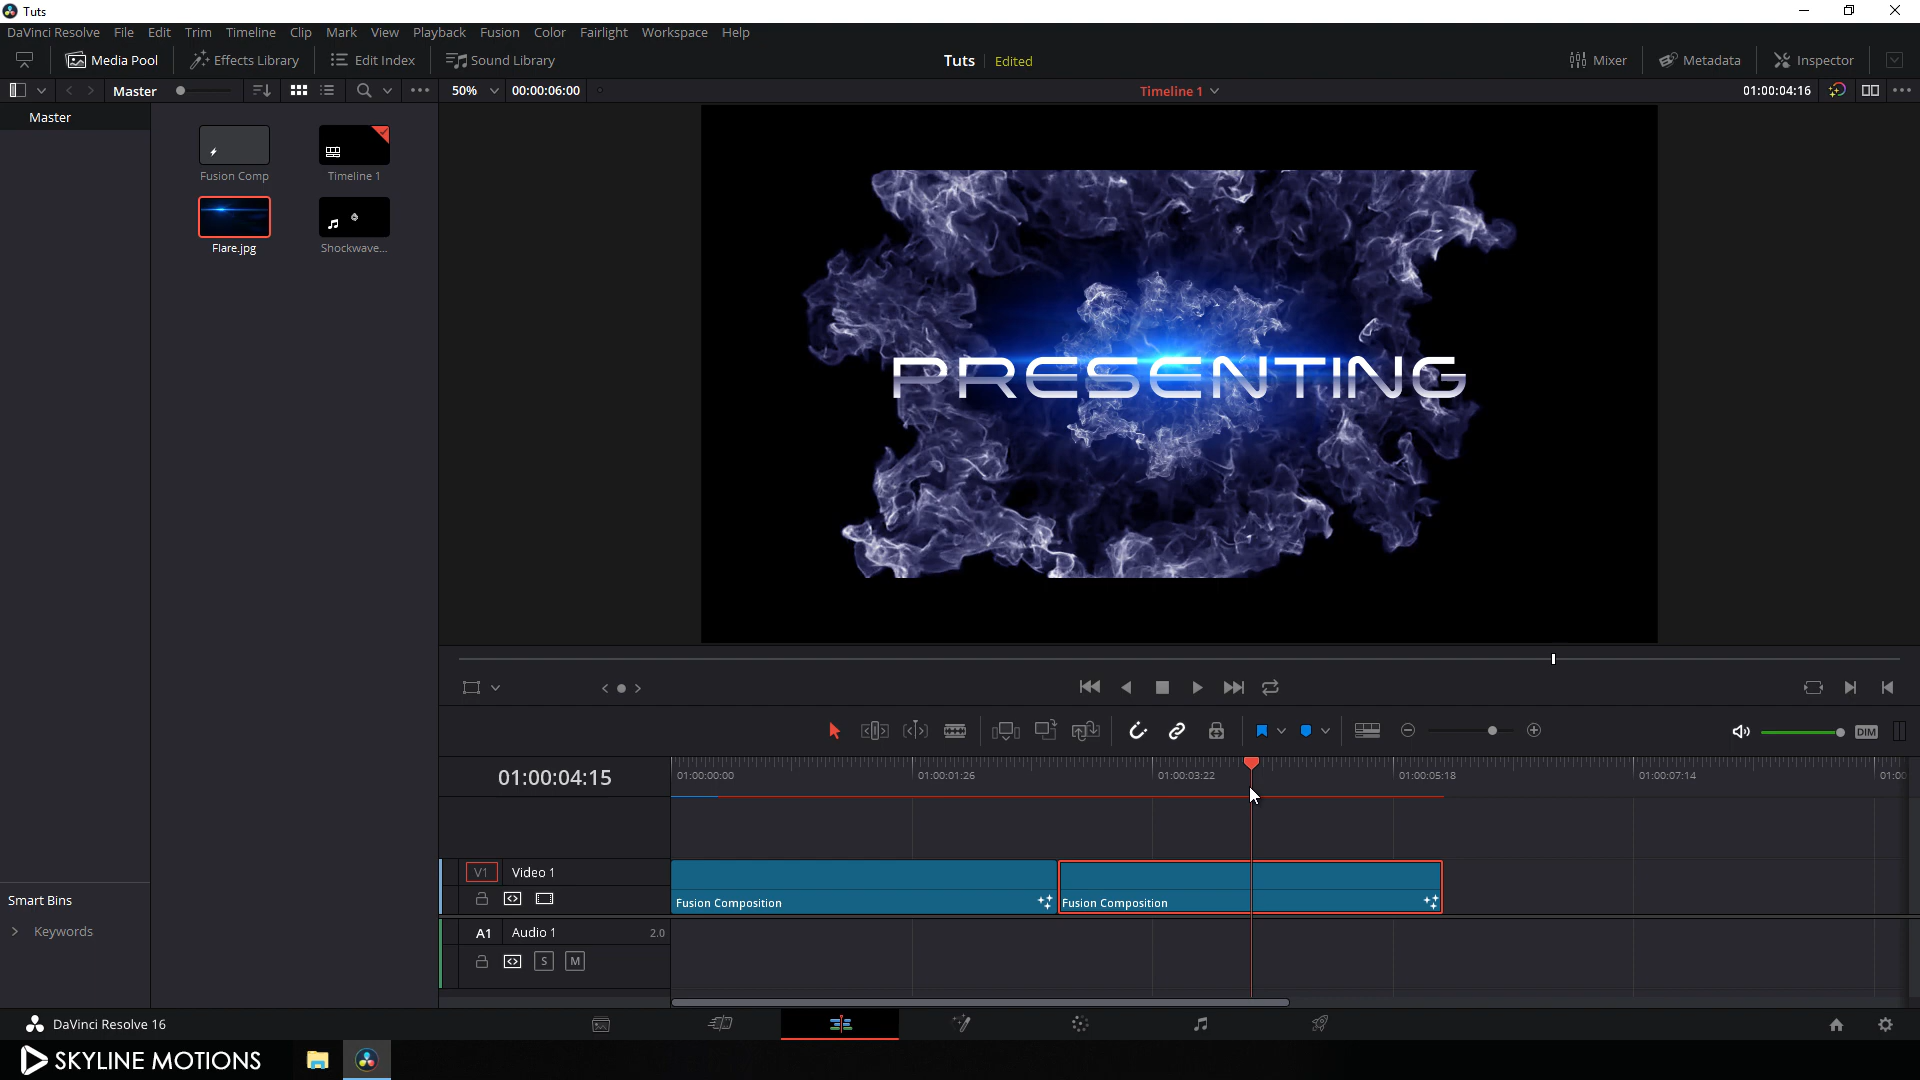 Tuts
DaVinci Resolve File Edit Trim Timeline Clip Mark View Playback Fusion Color Fairlight Workspace Help
Media Pool Effects Library Edit Index Sound Library Tuts Edited Mixer Metadata Inspector
Master 50% 00:00:06:00 Timeline 1 01:00:04:16
Master
Fusion Comp Timeline 1
Flare.jpg Shockwave...
PRESENTING
DIM
01:00:04:15 01:00:00:00 01:00:01:26 01:00:03:22 01:00:05:18 01:00:07:14 01:00
V1 Video 1
Fusion Composition Fusion Composition
Smart Bins
Keywords
A1 Audio 1 2.0
S M
DaVinci Resolve 16
SKYLINE MOTIONS